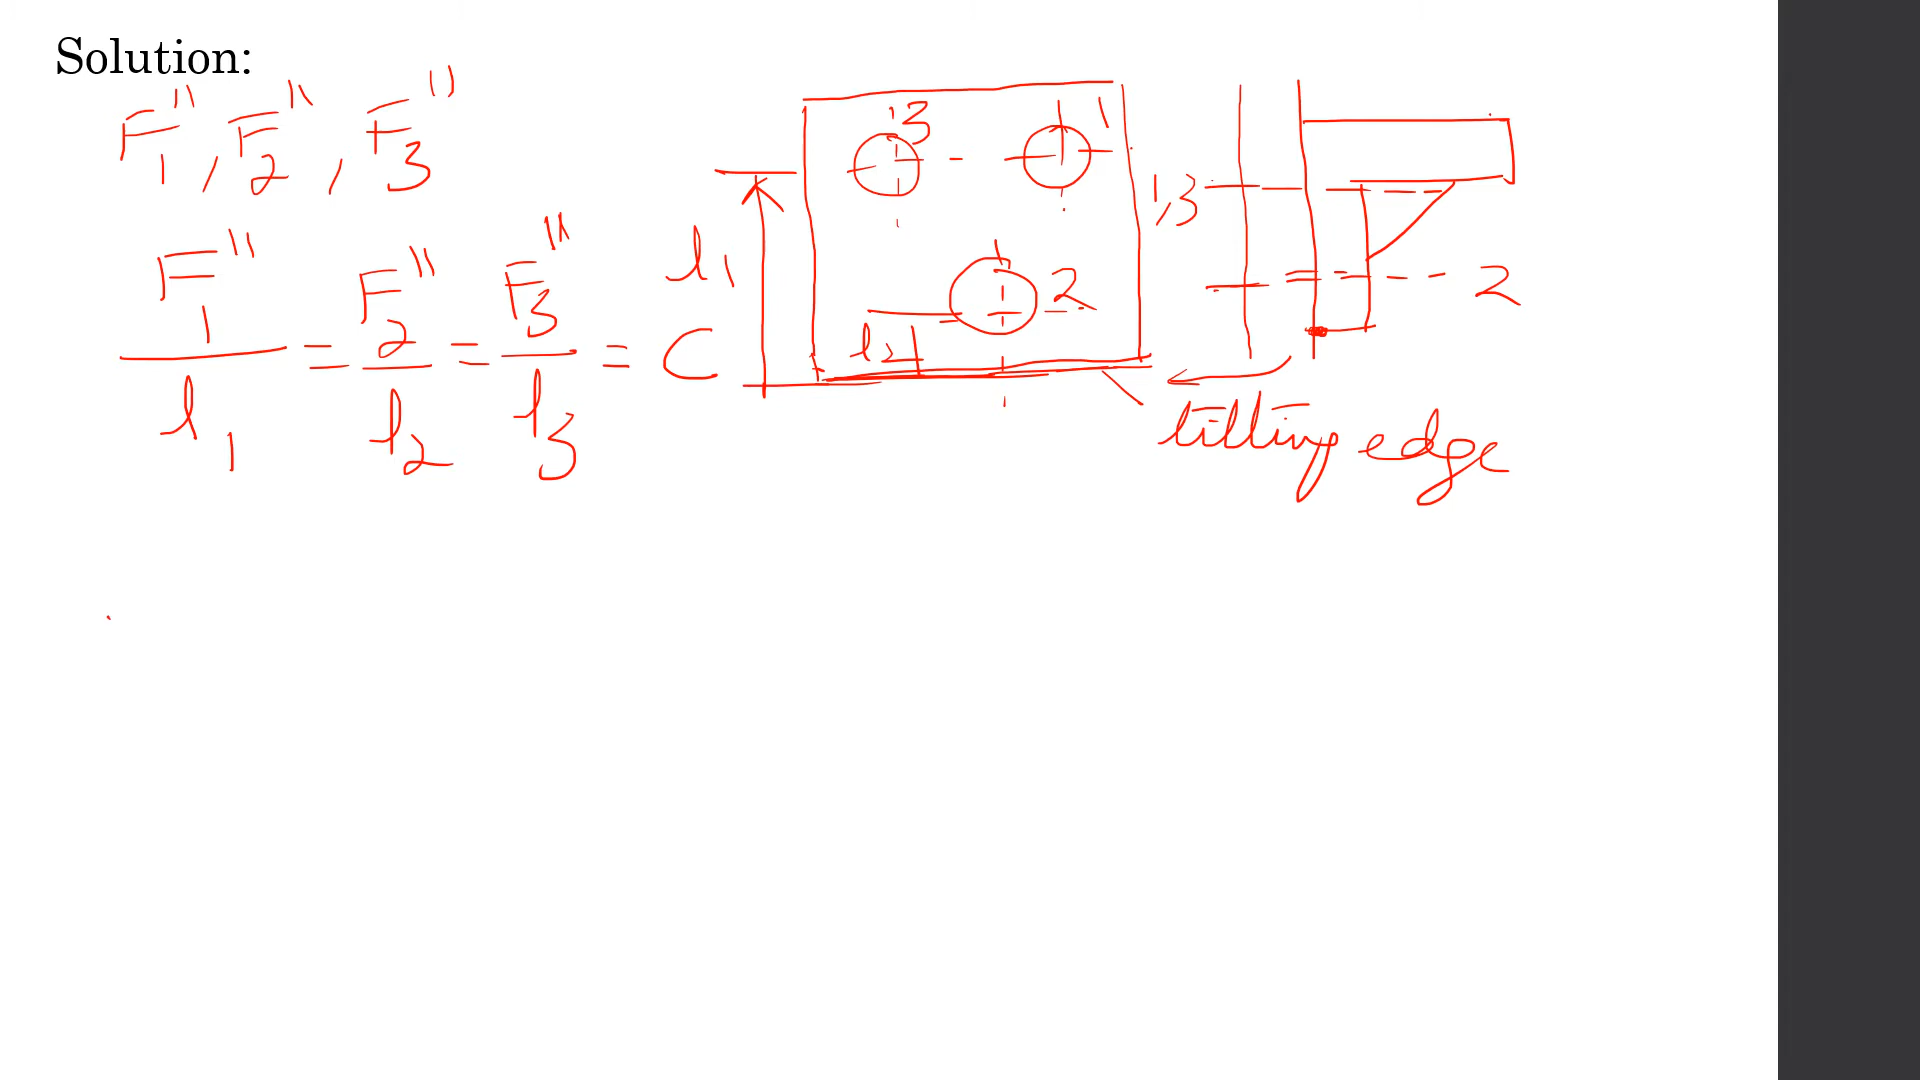 Solution:
F₁", F₂", F₃"
F₁"/l₁ = F₂"/l₂ = F₃"/l₃ = C
3 1
l₁
2
l₂
1,3
2
tilting edge